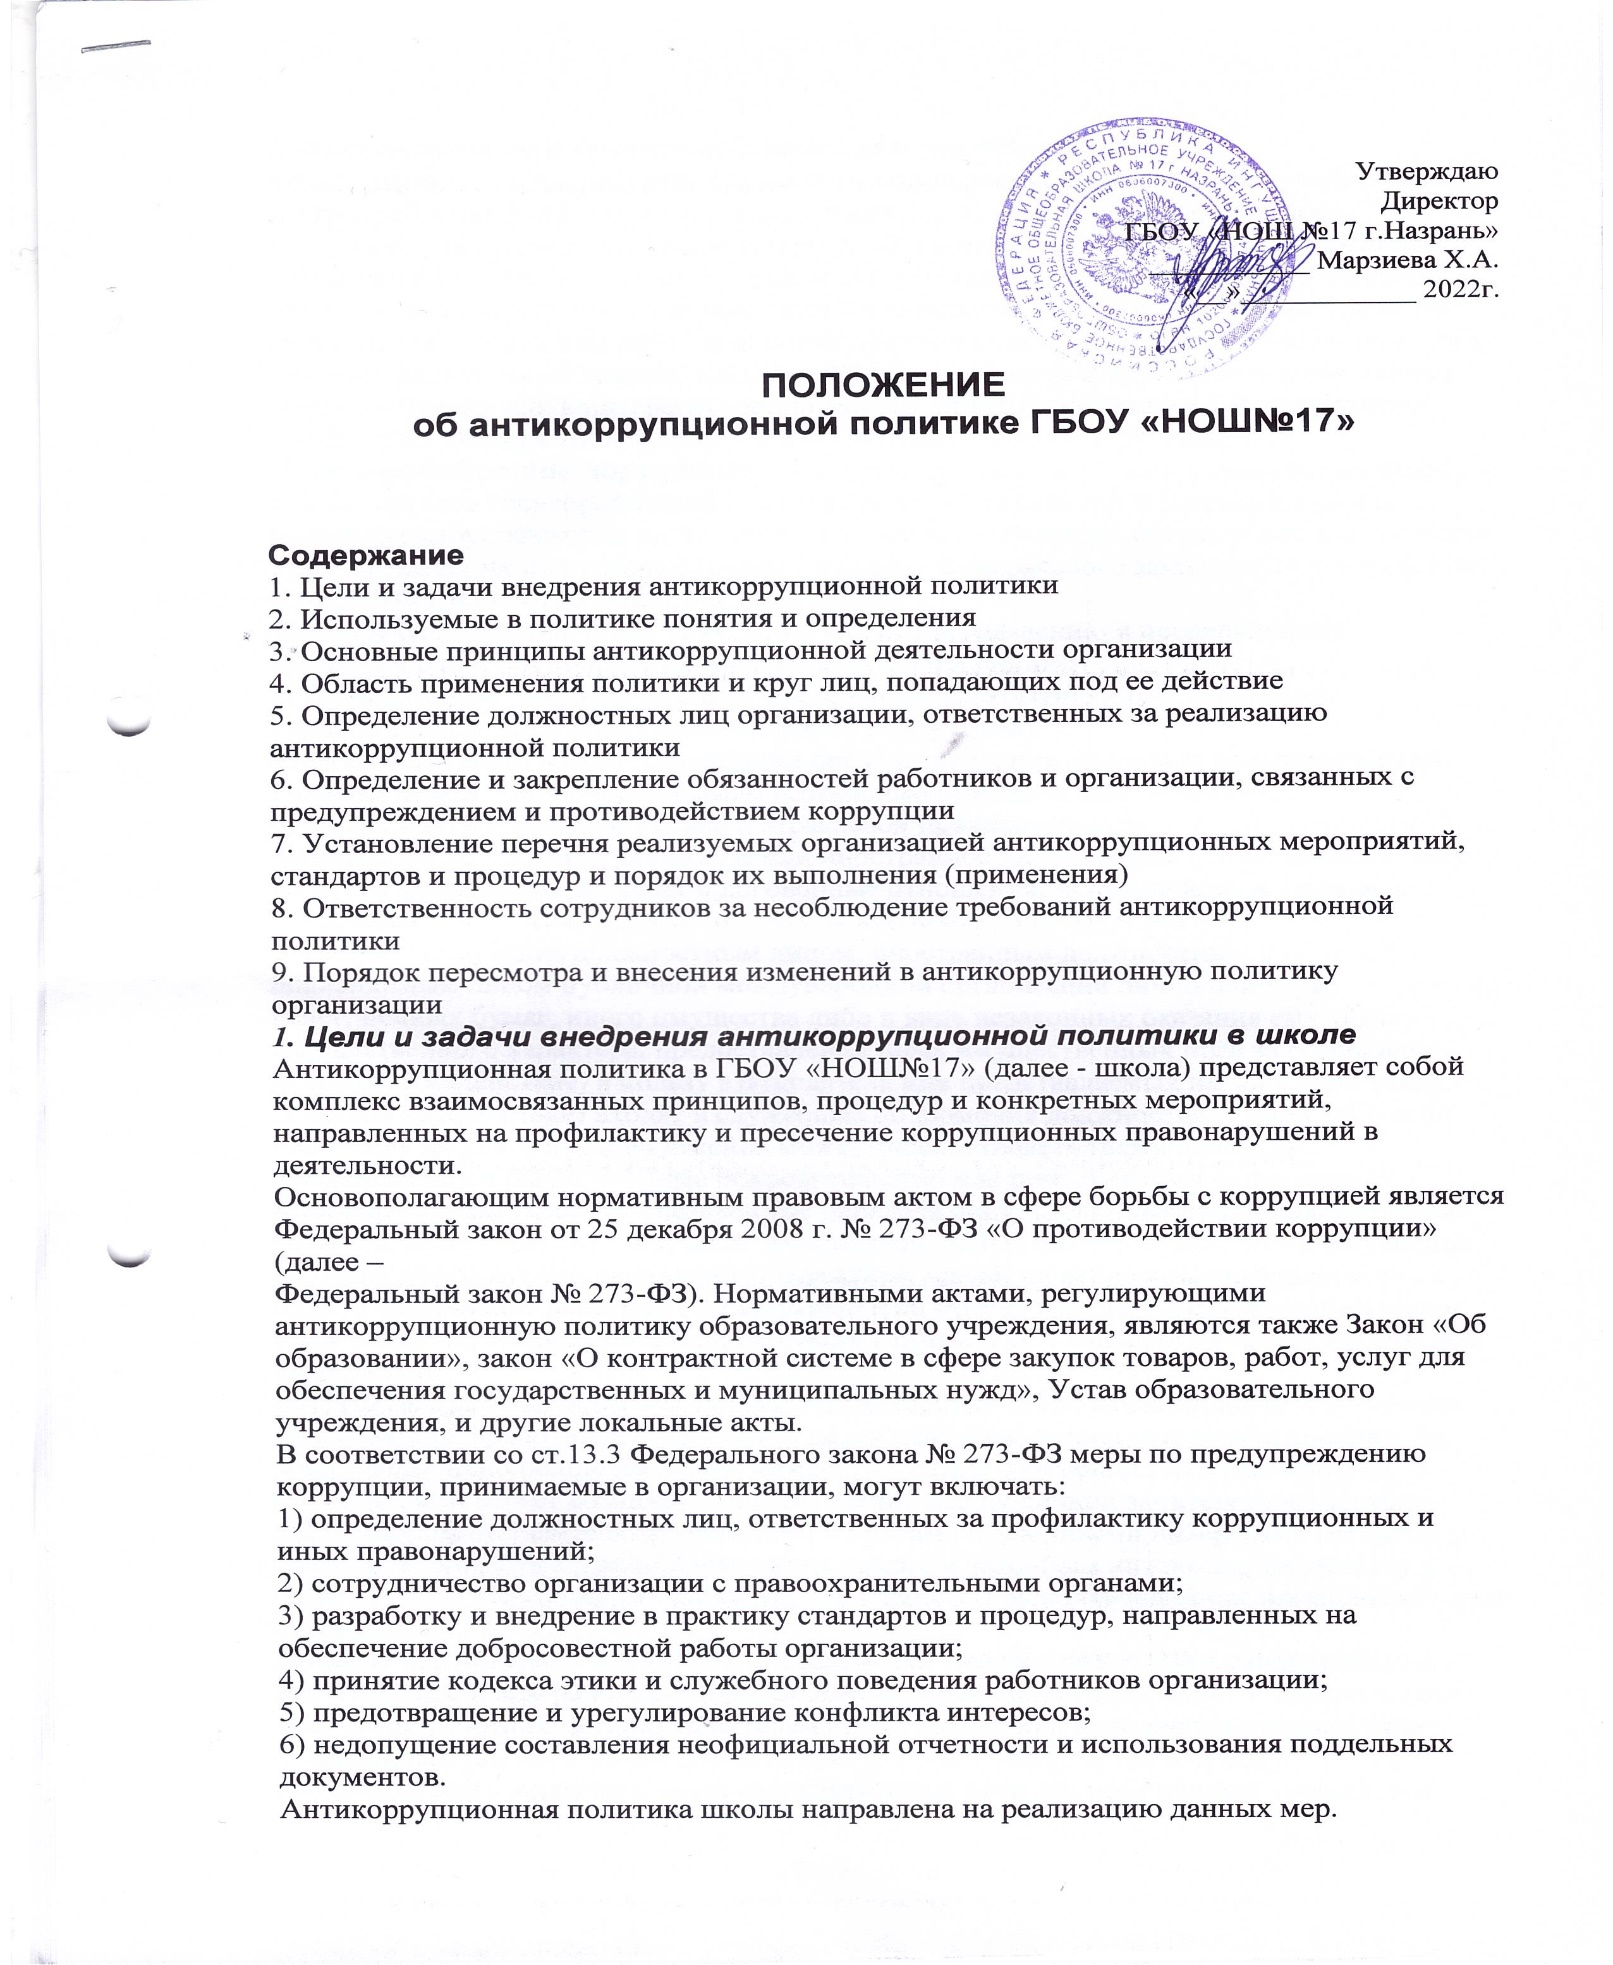 Утверждаю
Директор
ГБОУ «НОШ №17 г.Назрань»
____________ Марзиева Х.А.
«__» _____________ 2022г.
РОССИЙСКАЯ ФЕДЕРАЦИЯ * РЕСПУБЛИКА ИНГУШЕТИЯ
ПОЛОЖЕНИЕ
об антикоррупционной политике ГБОУ «НОШ№17»
Содержание
1. Цели и задачи внедрения антикоррупционной политики
2. Используемые в политике понятия и определения
3. Основные принципы антикоррупционной деятельности организации
4. Область применения политики и круг лиц, попадающих под ее действие
5. Определение должностных лиц организации, ответственных за реализацию
антикоррупционной политики
6. Определение и закрепление обязанностей работников и организации, связанных с
предупреждением и противодействием коррупции
7. Установление перечня реализуемых организацией антикоррупционных мероприятий,
стандартов и процедур и порядок их выполнения (применения)
8. Ответственность сотрудников за несоблюдение требований антикоррупционной
политики
9. Порядок пересмотра и внесения изменений в антикоррупционную политику
организации
1. Цели и задачи внедрения антикоррупционной политики в школе
Антикоррупционная политика в ГБОУ «НОШ№17» (далее - школа) представляет собой
комплекс взаимосвязанных принципов, процедур и конкретных мероприятий,
направленных на профилактику и пресечение коррупционных правонарушений в
деятельности.
Основополагающим нормативным правовым актом в сфере борьбы с коррупцией является
Федеральный закон от 25 декабря 2008 г. № 273-ФЗ «О противодействии коррупции»
(далее –
Федеральный закон № 273-ФЗ). Нормативными актами, регулирующими
антикоррупционную политику образовательного учреждения, являются также Закон «Об
образовании», закон «О контрактной системе в сфере закупок товаров, работ, услуг для
обеспечения государственных и муниципальных нужд», Устав образовательного
учреждения, и другие локальные акты.
В соответствии со ст.13.3 Федерального закона № 273-ФЗ меры по предупреждению
коррупции, принимаемые в организации, могут включать:
1) определение должностных лиц, ответственных за профилактику коррупционных и
иных правонарушений;
2) сотрудничество организации с правоохранительными органами;
3) разработку и внедрение в практику стандартов и процедур, направленных на
обеспечение добросовестной работы организации;
4) принятие кодекса этики и служебного поведения работников организации;
5) предотвращение и урегулирование конфликта интересов;
6) недопущение составления неофициальной отчетности и использования поддельных
документов.
Антикоррупционная политика школы направлена на реализацию данных мер.